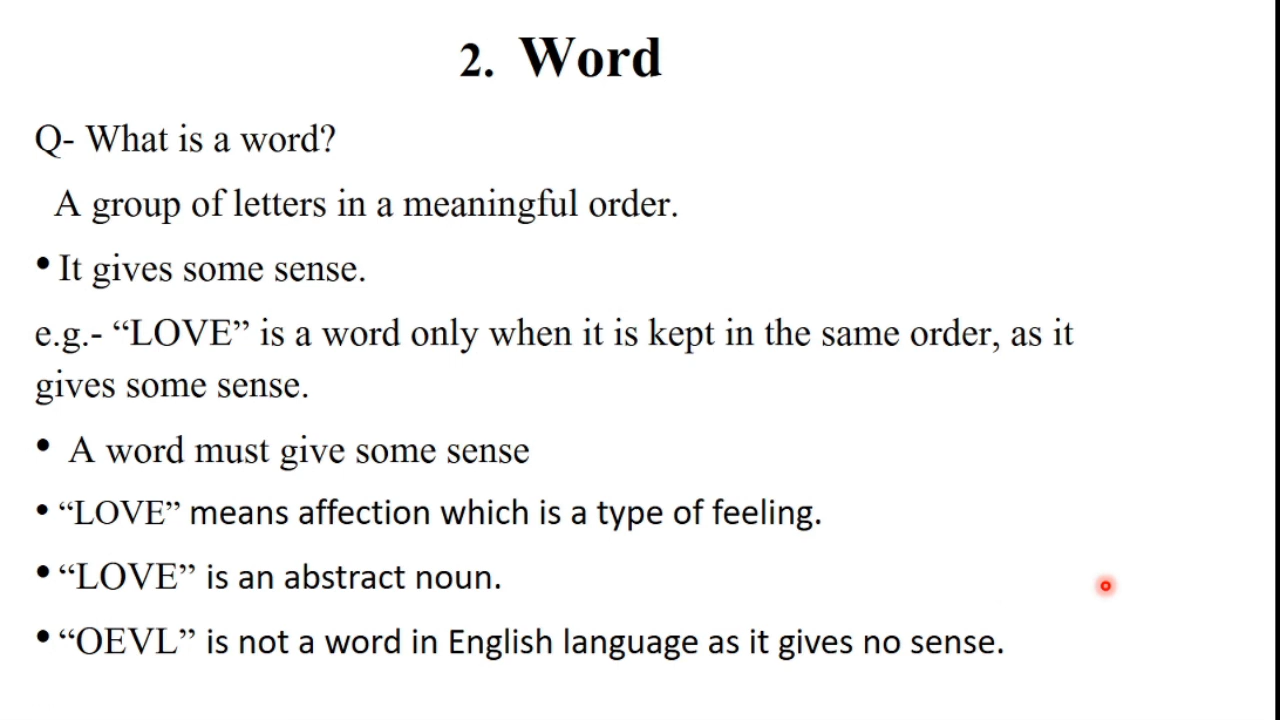 2. Word
Q- What is a word?
A group of letters in a meaningful order.
• It gives some sense.
e.g.- “LOVE” is a word only when it is kept in the same order, as it
gives some sense.
• A word must give some sense
• “LOVE” means affection which is a type of feeling.
• “LOVE” is an abstract noun.
• “OEVL” is not a word in English language as it gives no sense.